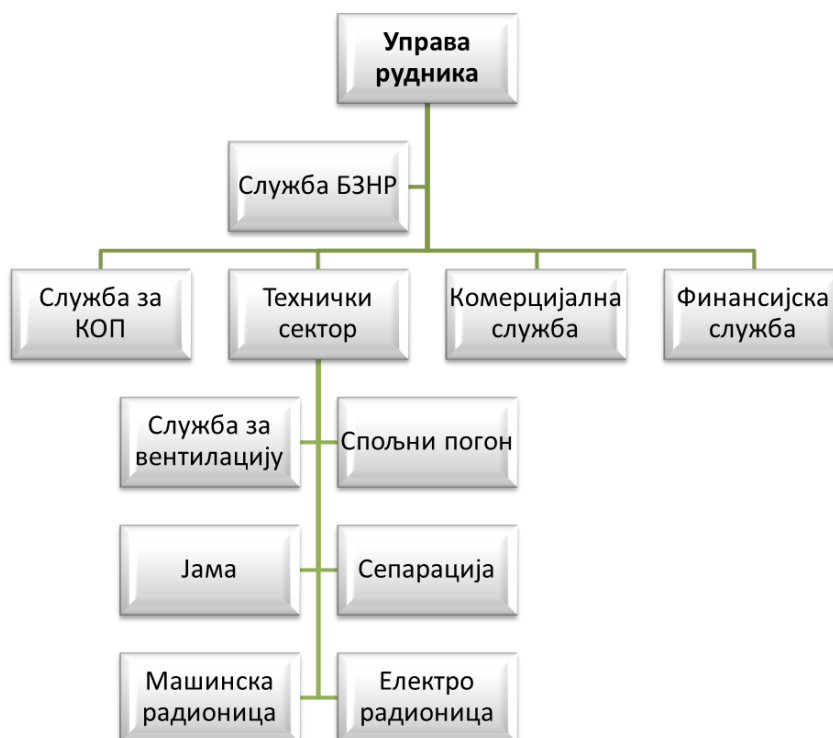 Управа
рудника
Служба БЗНР
Служба за
КОП
Технички
сектор
Комерцијална
служба
Финансијска
служба
Служба за
вентилацију
Спољни погон
Јама
Сепарација
Машинска
радионица
Електро
радионица